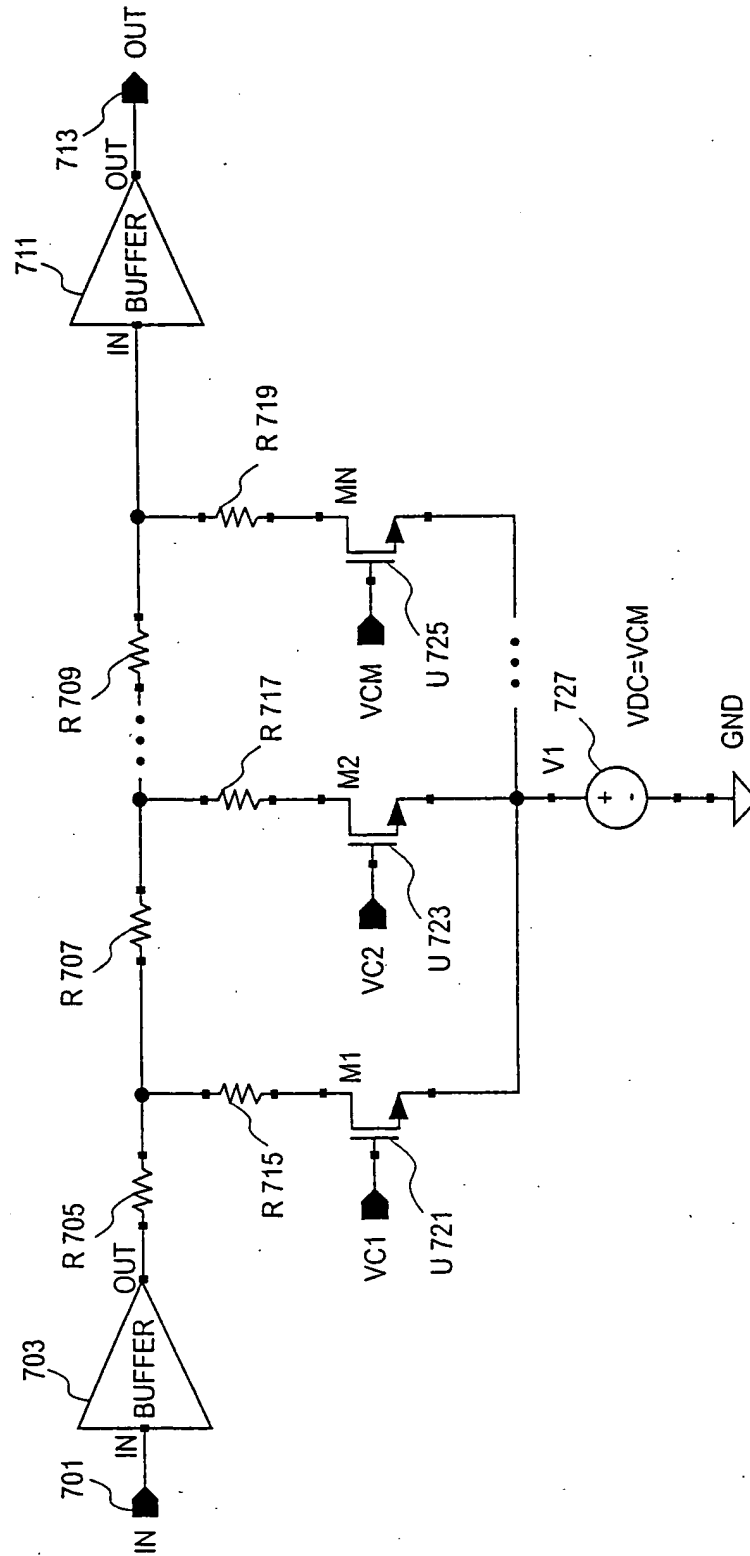 IN
701
IN
BUFFER
703
OUT
R 705
R 707
R 709
IN
BUFFER
711
OUT
713
OUT
R 715
M1
VC1
U 721
R 717
M2
VC2
U 723
R 719
MN
VCM
U 725
V1
727
VDC=VCM
+
-
GND